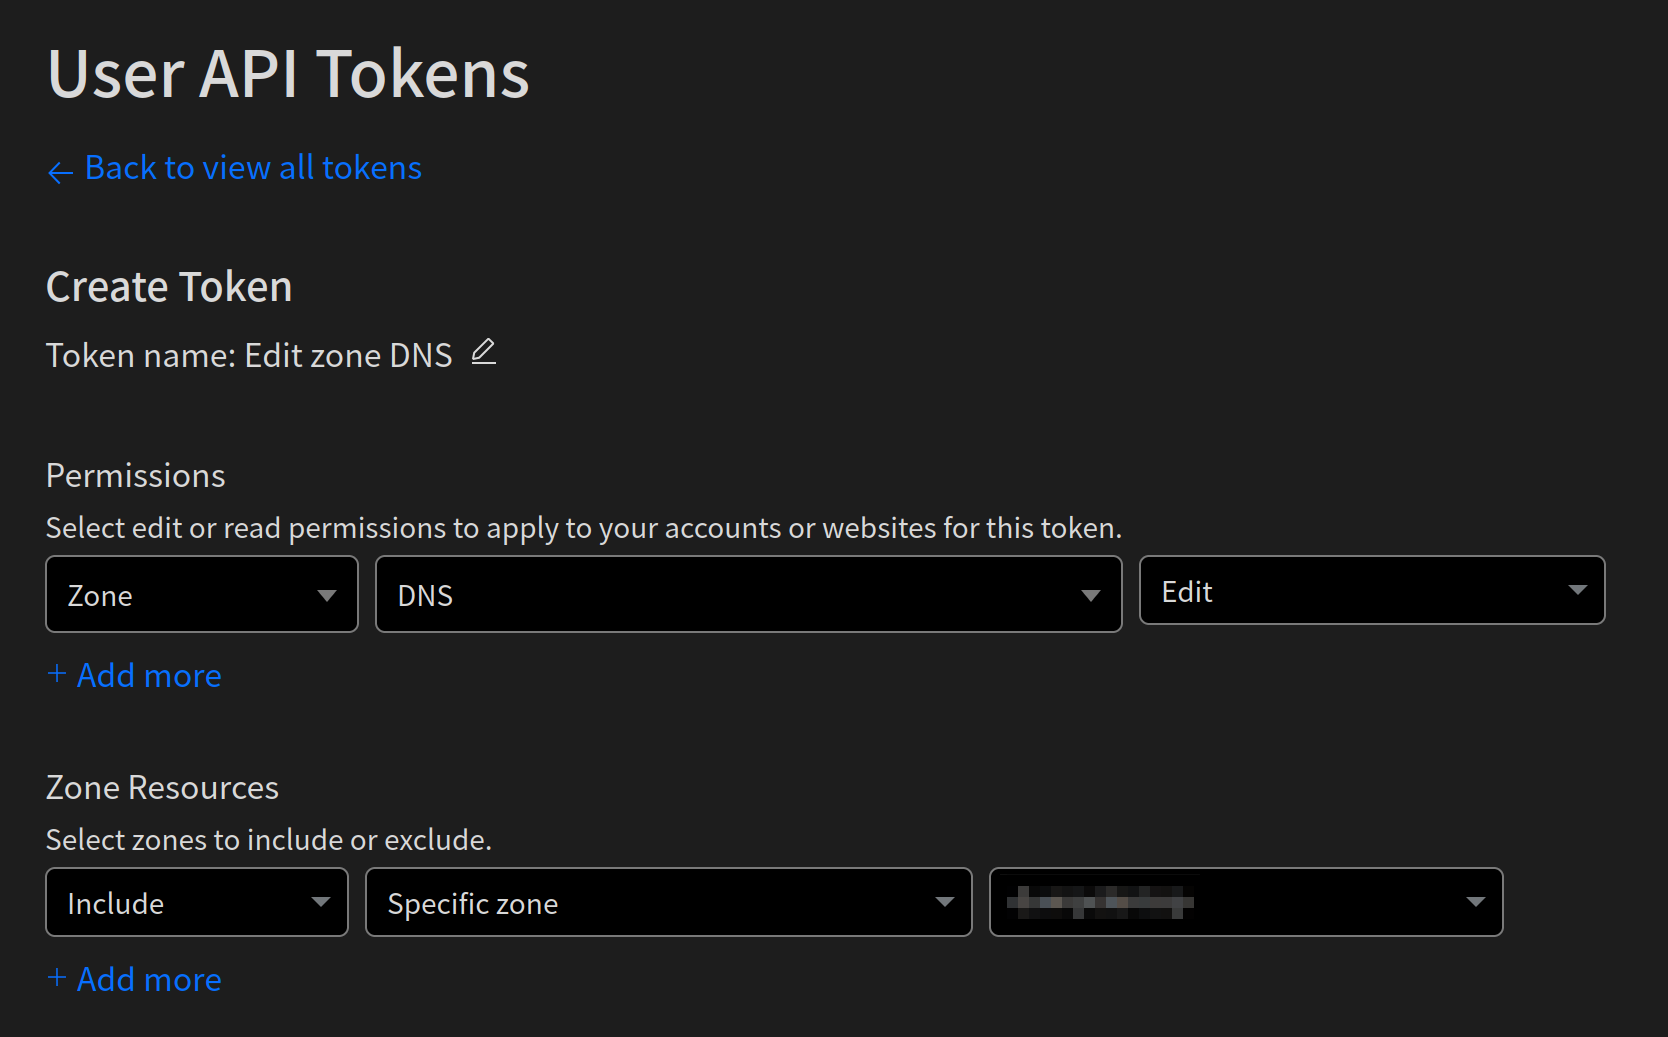 User API Tokens
← Back to view all tokens
Create Token
Token name: Edit zone DNS
Permissions
Select edit or read permissions to apply to your accounts or websites for this token.
Zone DNS Edit
+ Add more
Zone Resources
Select zones to include or exclude.
Include Specific zone
+ Add more